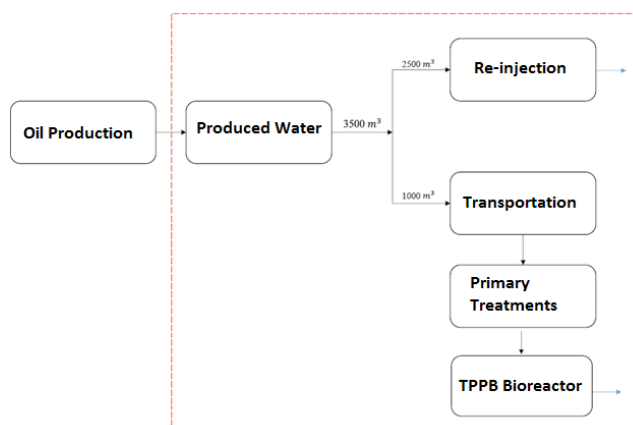 2500 m³
Re-injection
Oil Production
Produced Water
3500 m³
1000 m³
Transportation
Primary
Treatments
TPPB Bioreactor